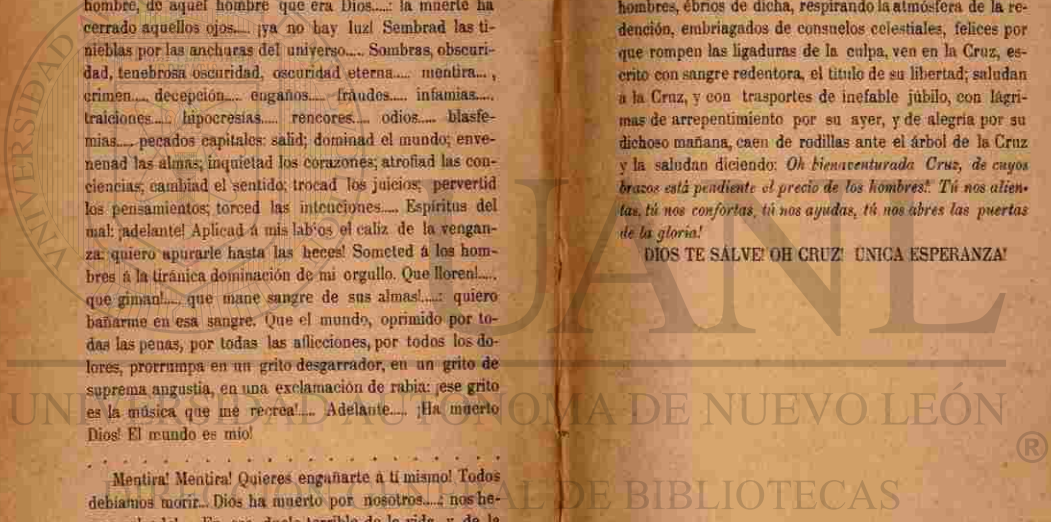 hombre, de aquel hombre que era Dios.... la muerte ha
cerrado aquellos ojos.... ¡ya no hay luz! Sembrad las ti-
nieblas por las anchuras del universo.... Sombras, obscuri-
dad, tenebrosa oscuridad, oscuridad eterna.... mentira... ,
crimen.... decepción.... engaños.... fraudes.... infamias....
traiciones.... hipocresías.... rencores.... odios.... blasfe-
mias.... pecados capitales: salid; dominad el mundo; enve-
nenad las almas; inquietad los corazones; atrofiad las con-
ciencias; cambiad el sentido; trocad los juicios; pervertid
los pensamientos; torced las intenciones.... Espíritus del
mal: ¡adelante! Aplicad á mis labios el caliz de la vengan-
za: quiero apurarle hasta las heces! Someted á los hom-
bres á la tiránica dominación de mi orgullo. Que lloren!....
que giman!.... que mane sangre de sus almas!....: quiero
bañarme en esa sangre. Que el mundo, oprimido por to-
das las penas, por todas las aflicciones, por todos los do-
lores, prorrumpa en un grito desgarrador, en un grito de
suprema angustia, en una exclamación de rabia: ¡ese grito
es la música que me recrea!.... Adelante.... ¡Ha muerto
Dios! El mundo es mío!
Mentira! Mentira! Quieres engañarte á tí mismo! Todos
debíamos morir... Dios ha muerto por nosotros....: nos he-
duelo terrible de la vida y de la
hombres, ébrios de dicha, respirando la atmósfera de la re-
dención, embriagados de consuelos celestiales, felices por
que rompen las ligaduras de la culpa, ven en la Cruz, es-
crito con sangre redentora, el título de su libertad; saludan
a la Cruz, y con trasportes de inefable júbilo, con lágri-
mas de arrepentimiento por su ayer, y de alegría por su
dichoso mañana, caen de rodillas ante el árbol de la Cruz
y la saludan diciendo: Oh bienaventurada Cruz, de cuyos
brazos está pendiente el precio de los hombres! Tú nos alien-
tas, tú nos confortas, tú nos ayudas, tú nos abres las puertas
de la gloria!
DIOS TE SÁLVE! OH CRUZ! ÚNICA ESPERANZA!
UANL
UNIVERSIDAD AUTÓNOMA DE NUEVO LEÓN
®
DE BIBLIOTECAS
UNIVERSIDAD